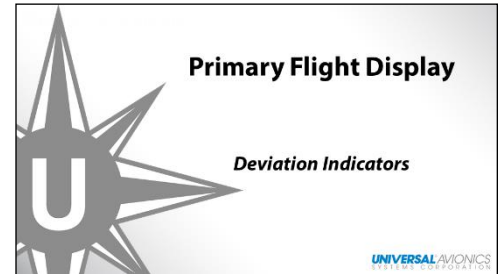 Primary Flight Display
Deviation Indicators
U
UNIVERSAL AVIONICS
SYSTEMS CORPORATION